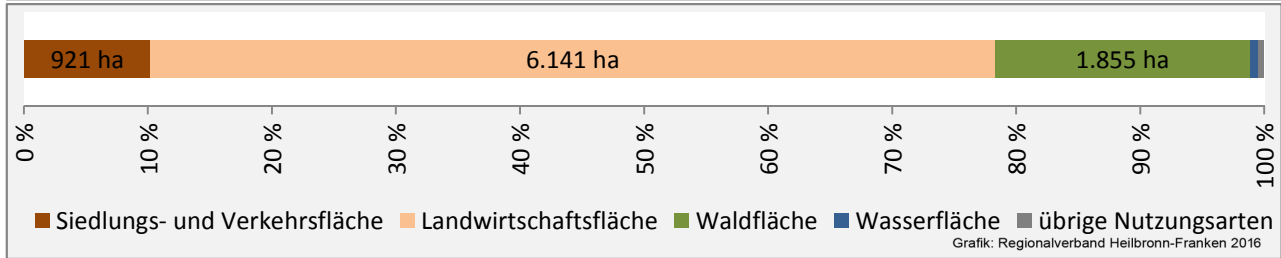 921 ha 6.141 ha 1.855 ha
0 % 10 % 20 % 30 % 40 % 50 % 60 % 70 % 80 % 90 % 100 %
Siedlungs- und Verkehrsfläche Landwirtschaftsfläche Waldfläche Wasserfläche übrige Nutzungsarten
Grafik: Regionalverband Heilbronn-Franken 2016